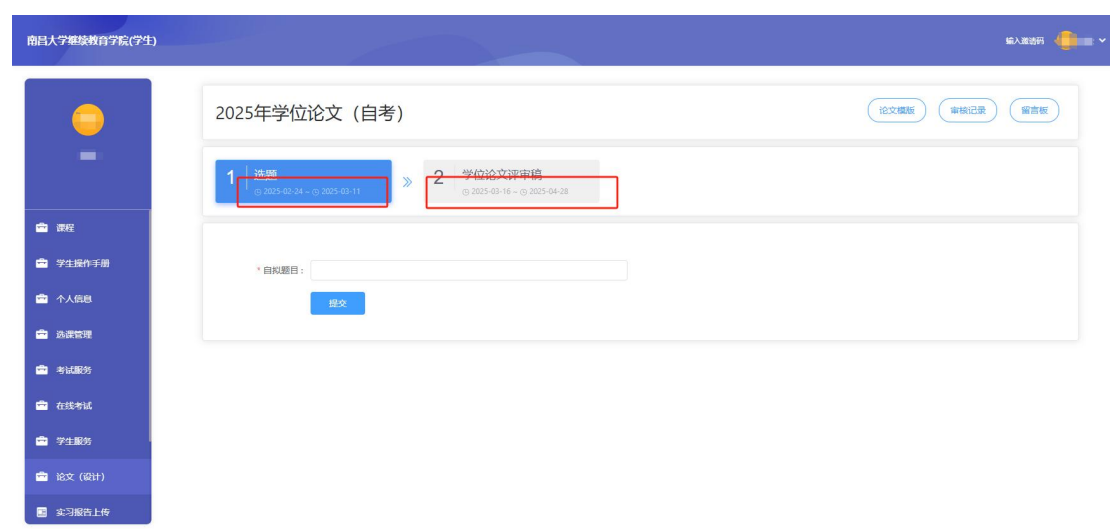 南昌大学继续教育学院(学生)
输入邀请码
2025年学位论文（自考）
论文模版
审核记录
留言板
1
选题
2025-02-24 ~ 2025-03-11
2
学位论文评审稿
2025-03-16 ~ 2025-04-28
课程
学生操作手册
个人信息
选课管理
考试服务
在线考试
学生服务
论文（设计）
实习报告上传
* 自拟题目：
提交